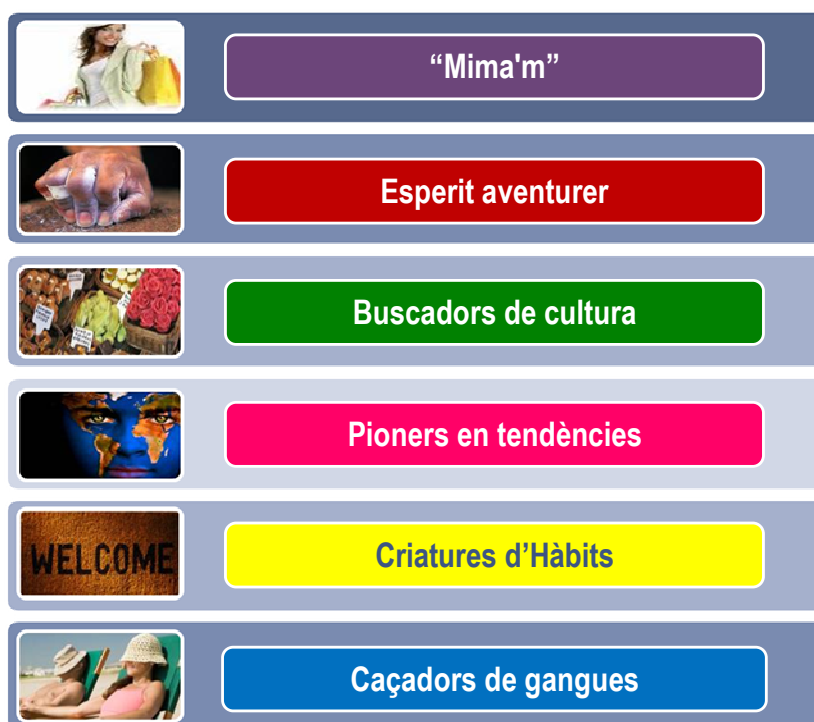 “Mima'm”
Esperit aventurer
Buscadors de cultura
Pioners en tendències
WELCOME
Criatures d’Hàbits
Caçadors de gangues